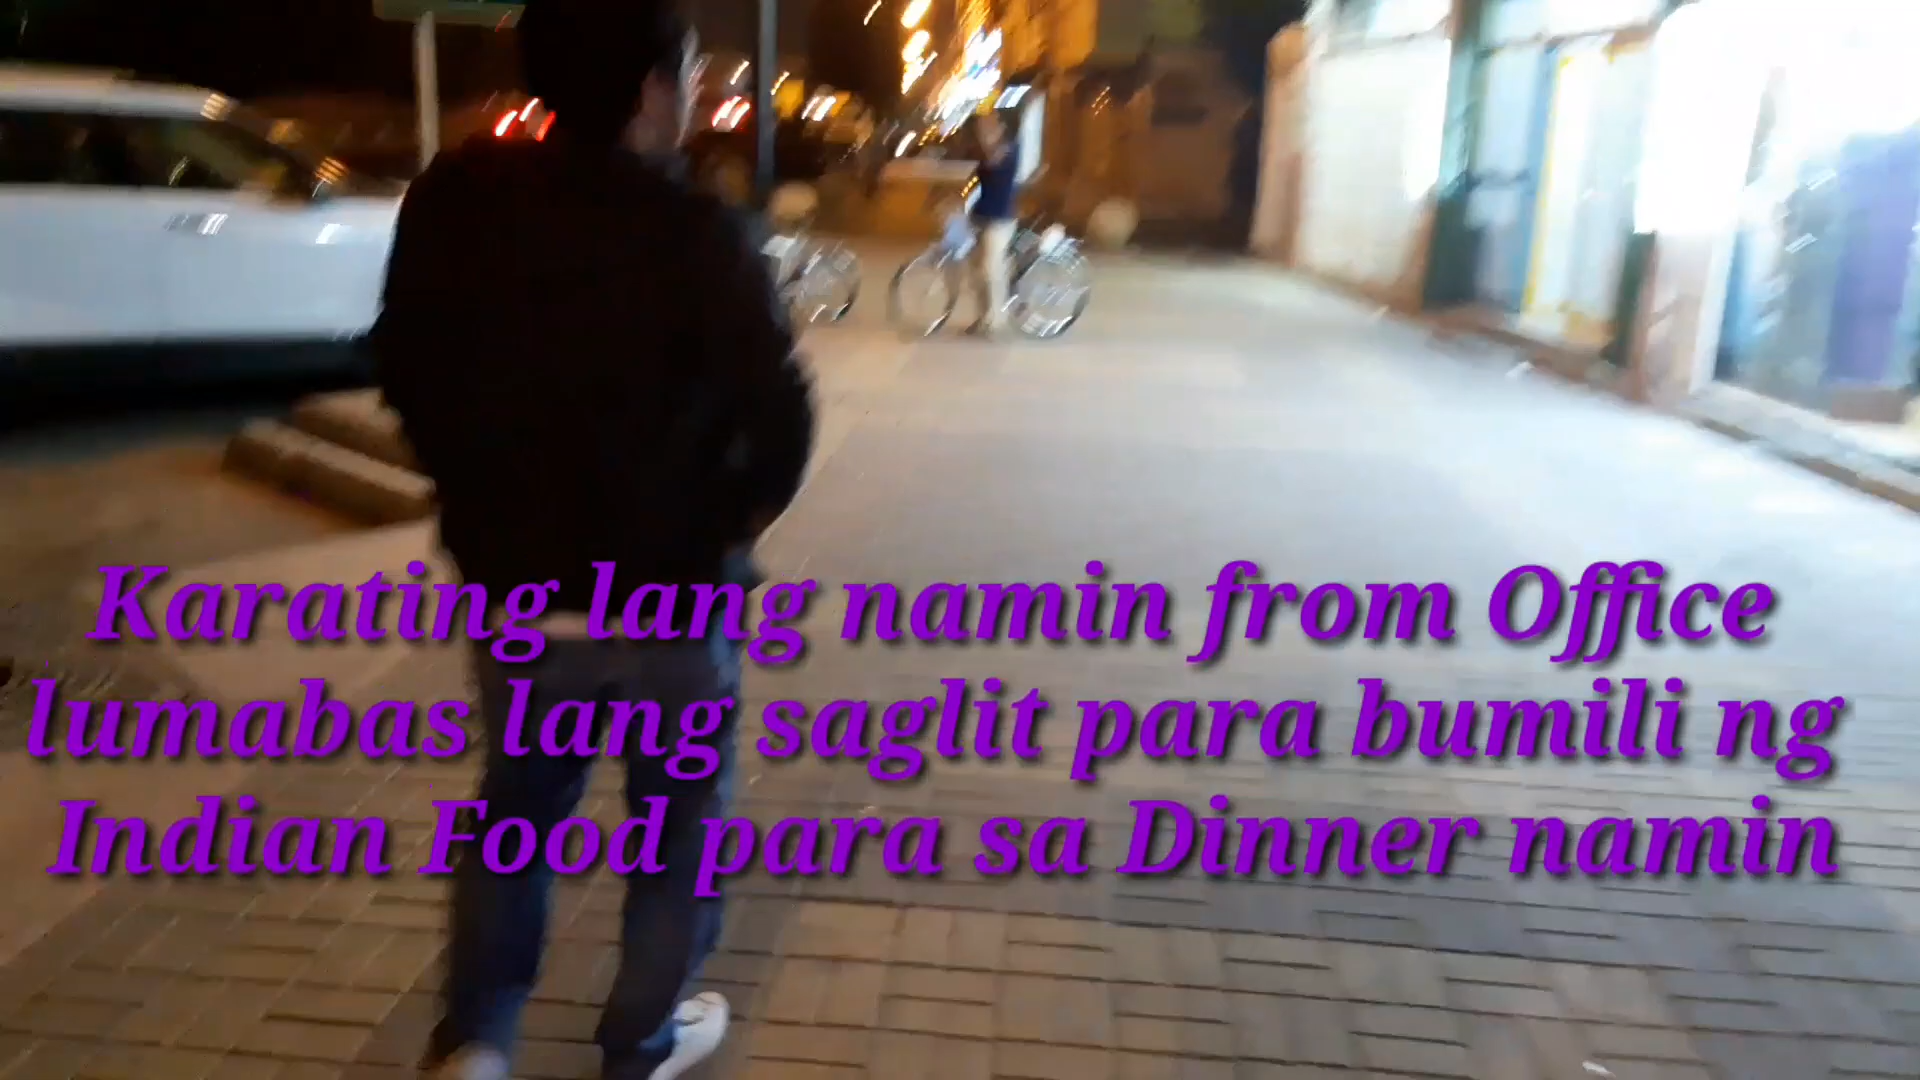 Karating lang namin from Office
lumabas lang saglit para bumili ng
Indian Food para sa Dinner namin